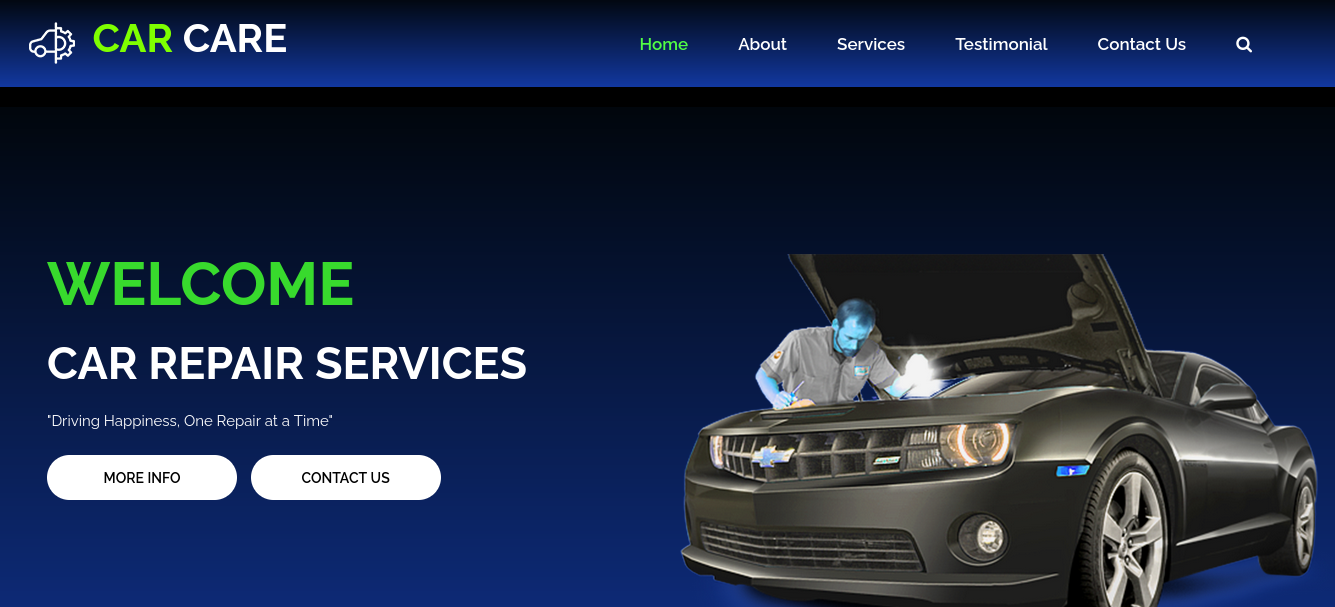 CAR CARE
Home About Services Testimonial Contact Us
WELCOME
CAR REPAIR SERVICES
"Driving Happiness, One Repair at a Time"
MORE INFO CONTACT US